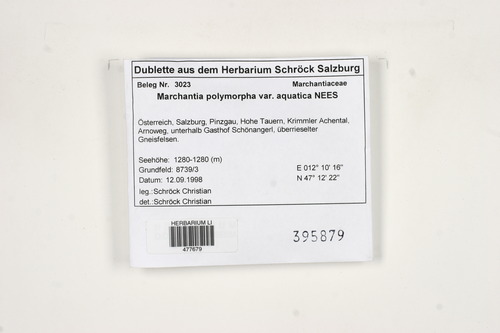 Dublette aus dem Herbarium Schröck Salzburg
Beleg Nr. 3023 Marchantiaceae
Marchantia polymorpha var. aquatica NEES
Österreich, Salzburg, Pinzgau, Hohe Tauern, Krimmler Achental,
Arnoweg, unterhalb Gasthof Schönangerl, überrieselter
Gneisfelsen.
Seehöhe: 1280-1280 (m) E 012° 10' 16"
Grundfeld: 8739/3 N 47° 12' 22"
Datum: 12.09.1998
leg.:Schröck Christian
det.:Schröck Christian
HERBARIUM LI
477679
395879